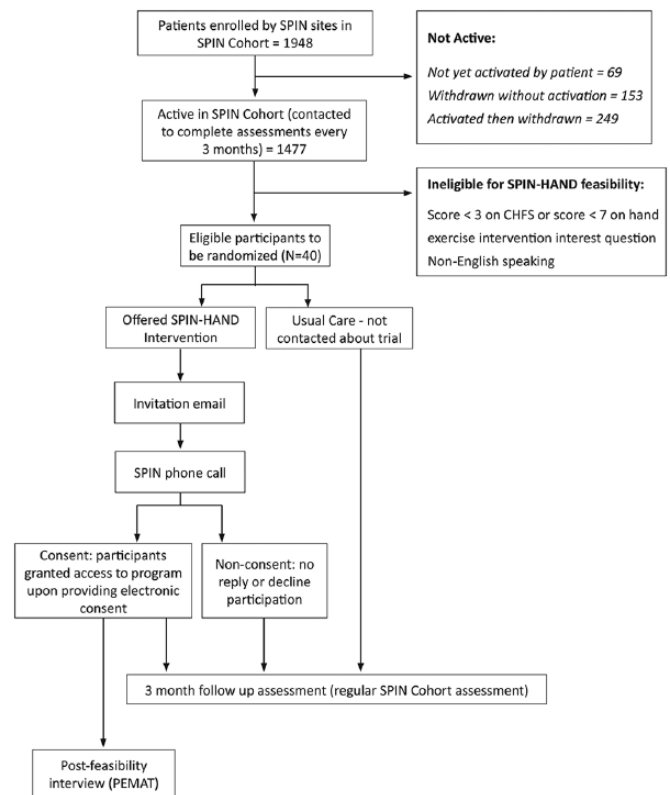 Patients enrolled by SPIN sites in
SPIN Cohort = 1948
Not Active:
Not yet activated by patient = 69
Withdrawn without activation = 153
Activated then withdrawn = 249
Active in SPIN Cohort (contacted
to complete assessments every
3 months) = 1477
Ineligible for SPIN-HAND feasibility:
Score < 3 on CHFS or score < 7 on hand
exercise intervention interest question
Non-English speaking
Eligible participants to
be randomized (N=40)
Offered SPIN-HAND
Intervention
Usual Care - not
contacted about trial
Invitation email
SPIN phone call
Consent: participants
granted access to program
upon providing electronic
consent
Non-consent: no
reply or decline
participation
3 month follow up assessment (regular SPIN Cohort assessment)
Post-feasibility
interview (PEMAT)